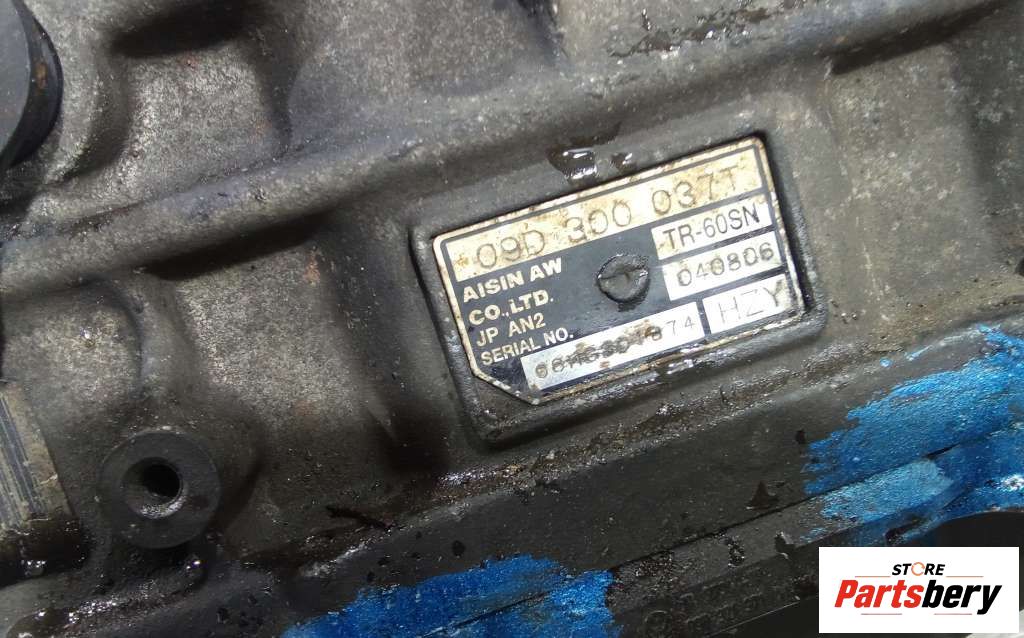 09D 300 037T
AISIN AW
CO.,LTD.
JP AN2
SERIAL NO.
TR-60SN
040806
HZY
STORE
Partsbery